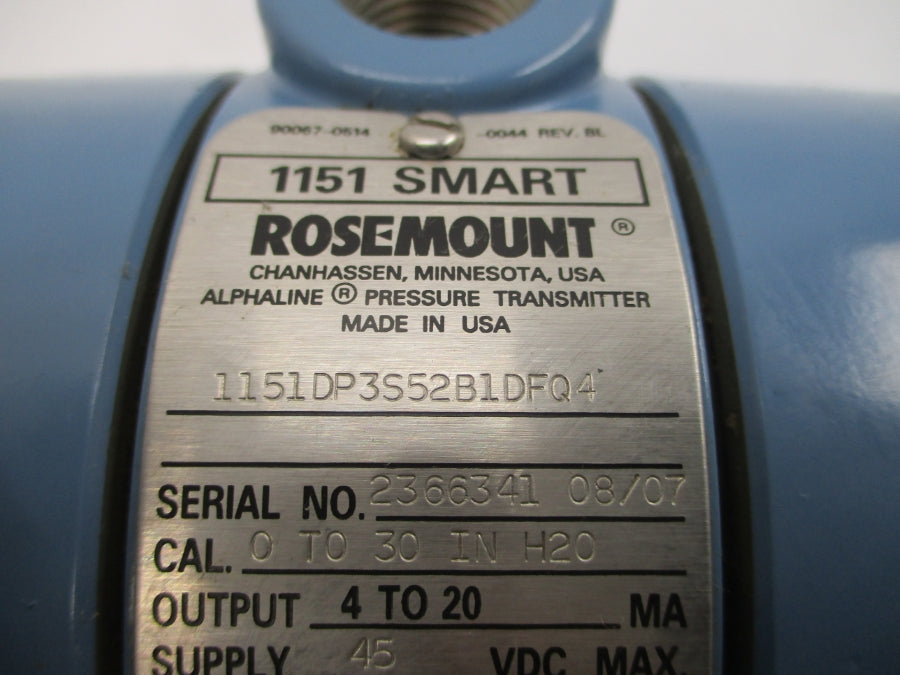 90067-0514 -0044 REV. BL
1151 SMART
ROSEMOUNT ®
CHANHASSEN, MINNESOTA, USA
ALPHALINE ® PRESSURE TRANSMITTER
MADE IN USA
1151DP3S52B1DFQ4
SERIAL NO. 2366341 08/07
CAL. 0 TO 30 IN H2O
OUTPUT 4 TO 20 MA
SUPPLY 45 VDC MAX.